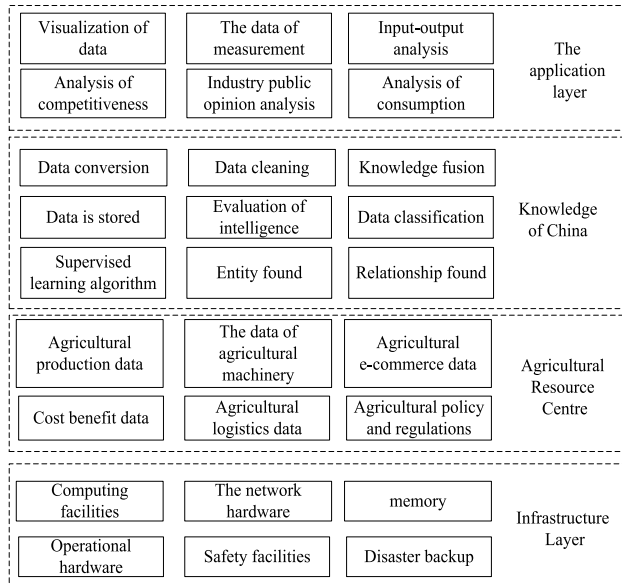 Visualization of
data
The data of
measurement
Input-output
analysis
Analysis of
competitiveness
Industry public
opinion analysis
Analysis of
consumption
The
application
layer
Data conversion
Data cleaning
Knowledge fusion
Data is stored
Evaluation of
intelligence
Data classification
Supervised
learning algorithm
Entity found
Relationship found
Knowledge
of China
Agricultural
production data
The data of
agricultural
machinery
Agricultural
e-commerce data
Cost benefit data
Agricultural
logistics data
Agricultural policy
and regulations
Agricultural
Resource
Centre
Computing
facilities
The network
hardware
memory
Operational
hardware
Safety facilities
Disaster backup
Infrastructure
Layer